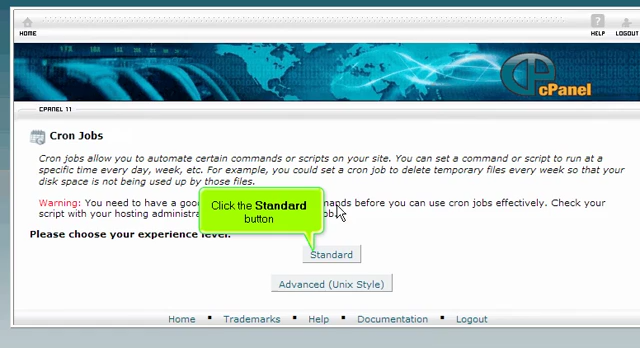 HOME
HELP
LOGOUT
cPanel
CPANEL 11
Cron Jobs
Cron jobs allow you to automate certain commands or scripts on your site. You can set a command or script to run at a
specific time every day, week, etc. For example, you could set a cron job to delete temporary files every week so that your
disk space is not being used up by those files.
Warning: You need to have a goo
mands before you can use cron jobs effectively. Check your
script with your hosting administra
Click the Standard
button
Please choose your experience level.
Standard
Advanced (Unix Style)
Home ▪ Trademarks ▪ Help ▪ Documentation ▪ Logout